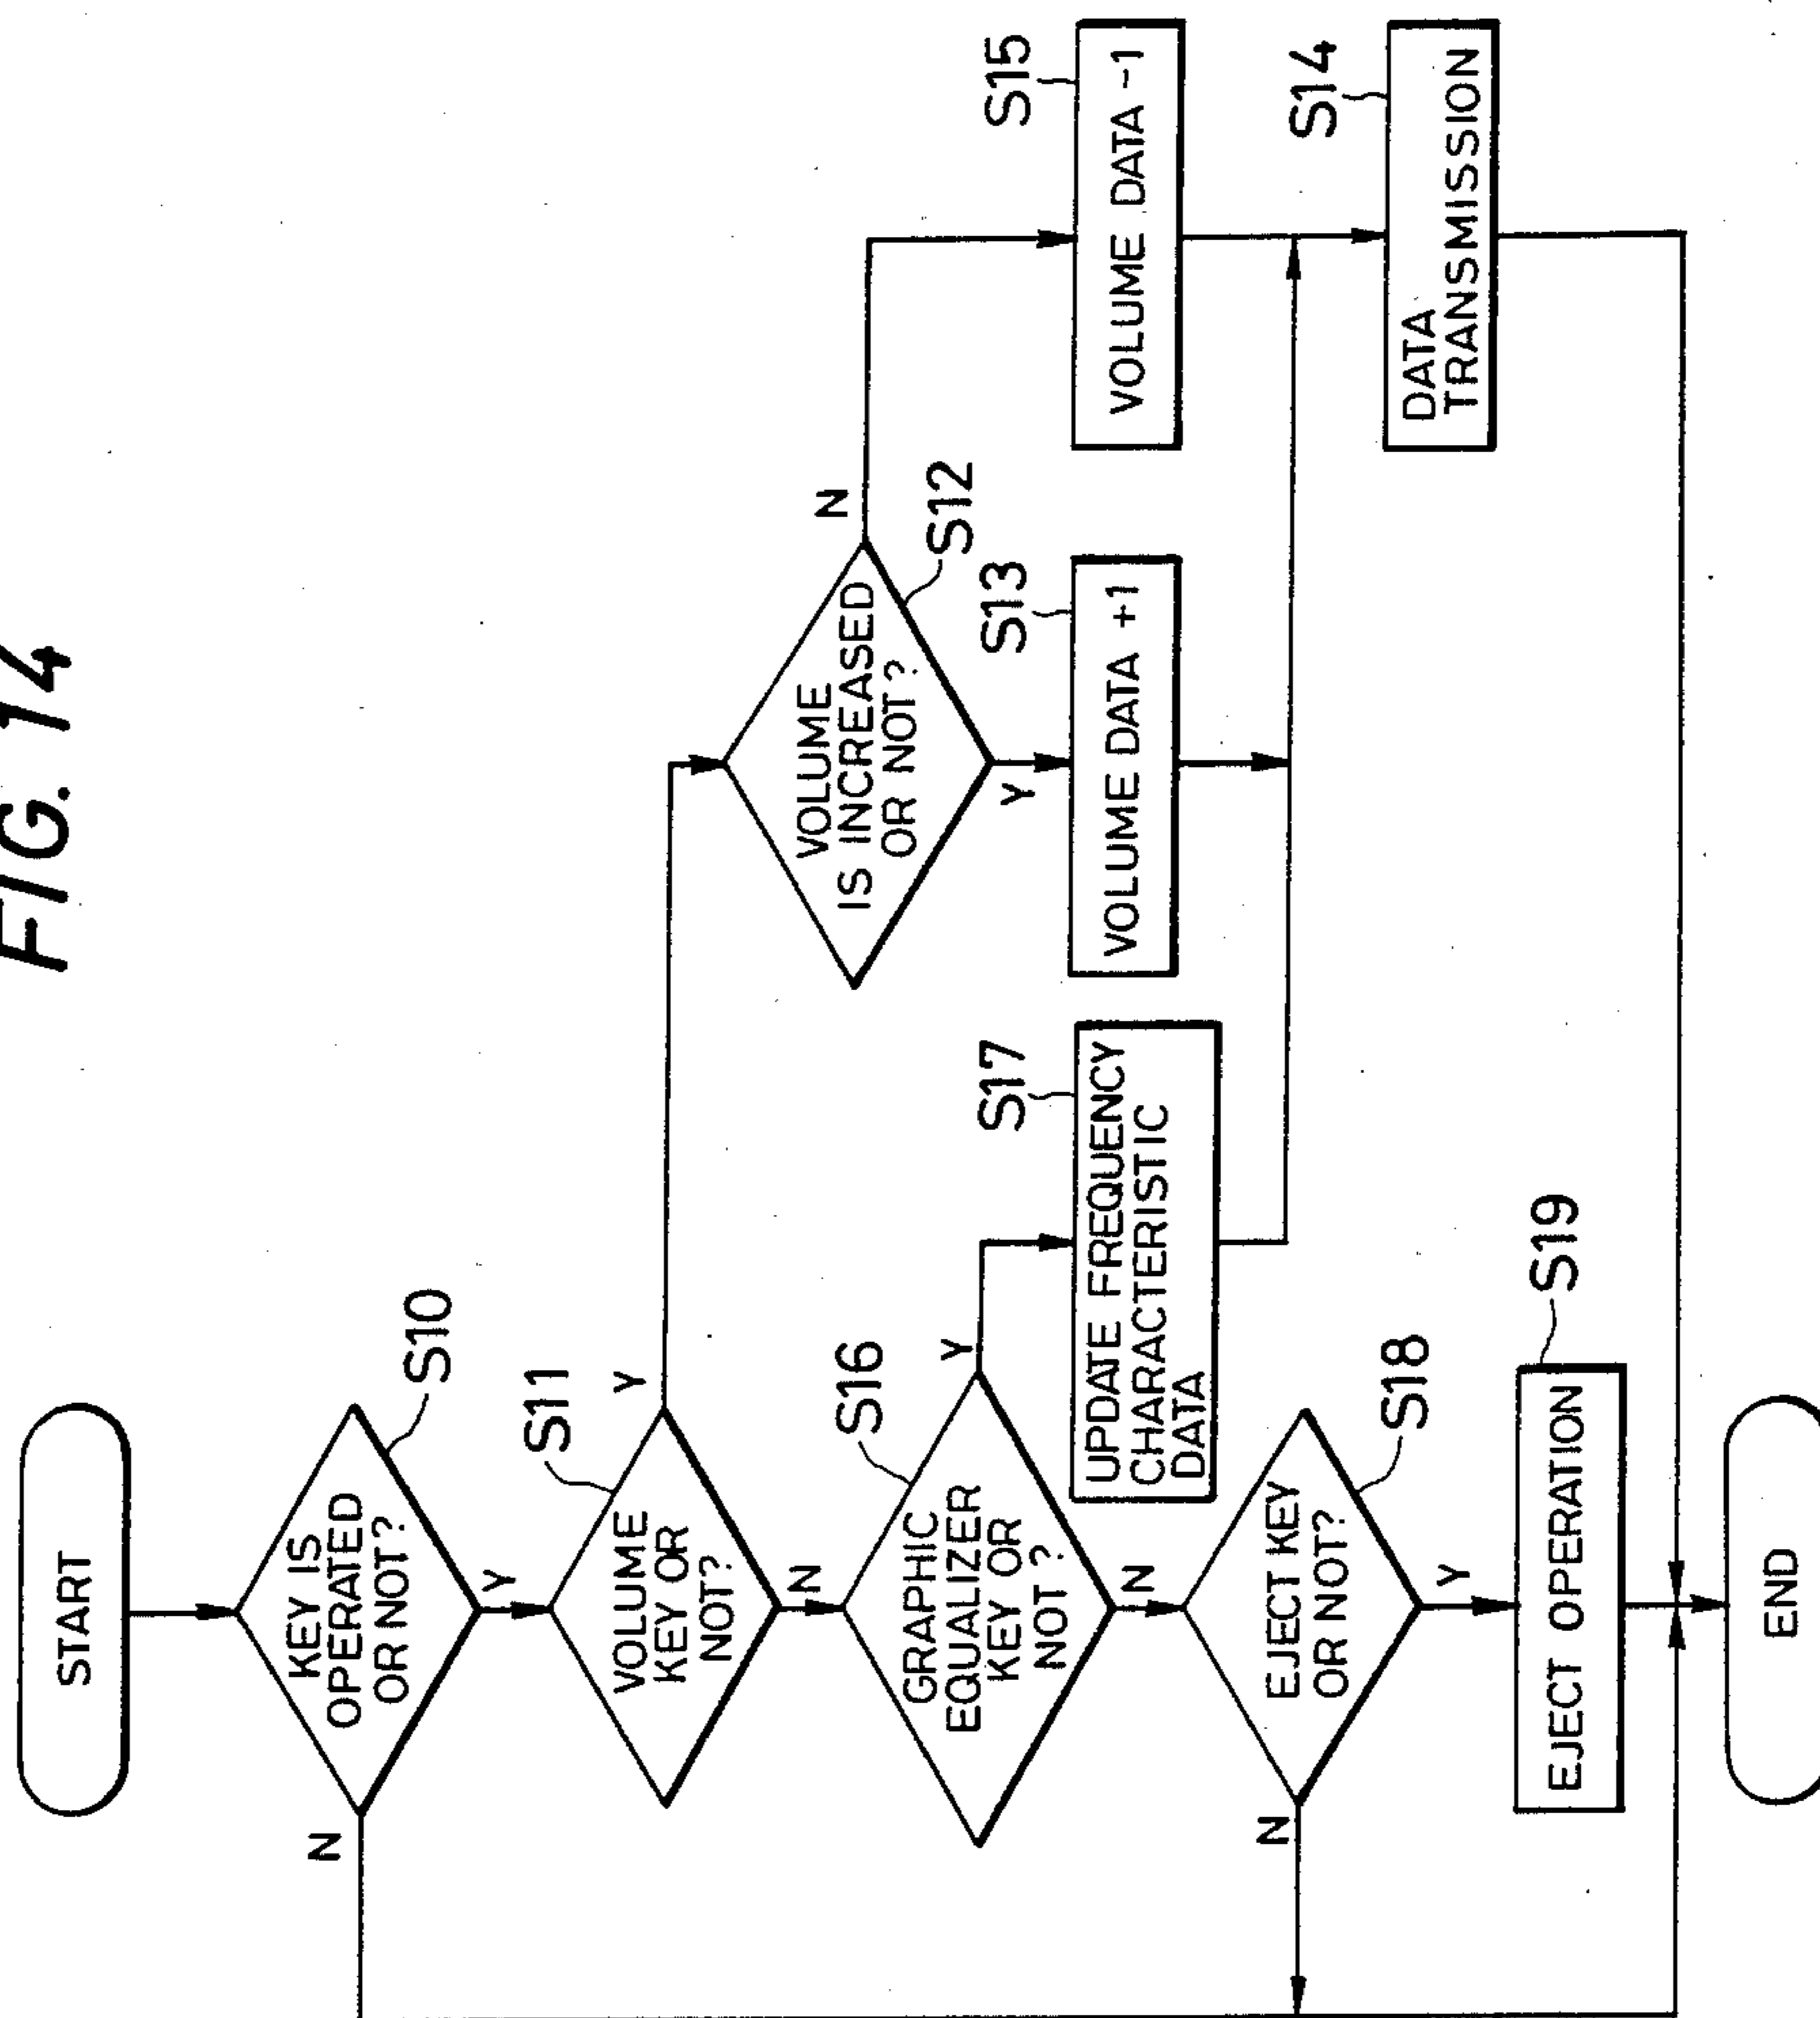 FIG. 14
START
KEY IS
OPERATED
OR NOT?
S10
N
Y
VOLUME
KEY OR
NOT?
S11
Y
N
VOLUME
IS INCREASED
OR NOT?
S12
N
Y
GRAPHIC
EQUALIZER
KEY OR
NOT?
S16
Y
N
UPDATE FREQUENCY
CHARACTERISTIC
DATA
S17
VOLUME DATA +1
S13
VOLUME DATA -1
S15
EJECT KEY
OR NOT?
S18
N
Y
DATA
TRANSMISSION
S14
EJECT OPERATION
S19
END